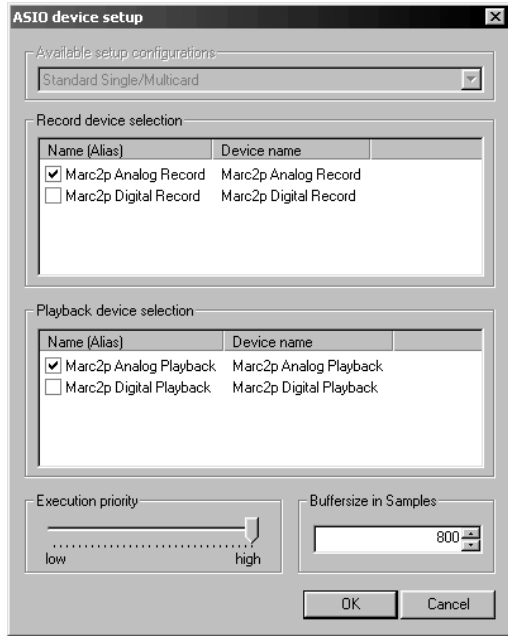 ASIO device setup
Available setup configurations
Standard Single/Multicard
Record device selection
Name (Alias) Device name
Marc2p Analog Record Marc2p Analog Record
Marc2p Digital Record Marc2p Digital Record
Playback device selection
Name (Alias) Device name
Marc2p Analog Playback Marc2p Analog Playback
Marc2p Digital Playback Marc2p Digital Playback
Execution priority Buffersize in Samples
800
low high
OK Cancel